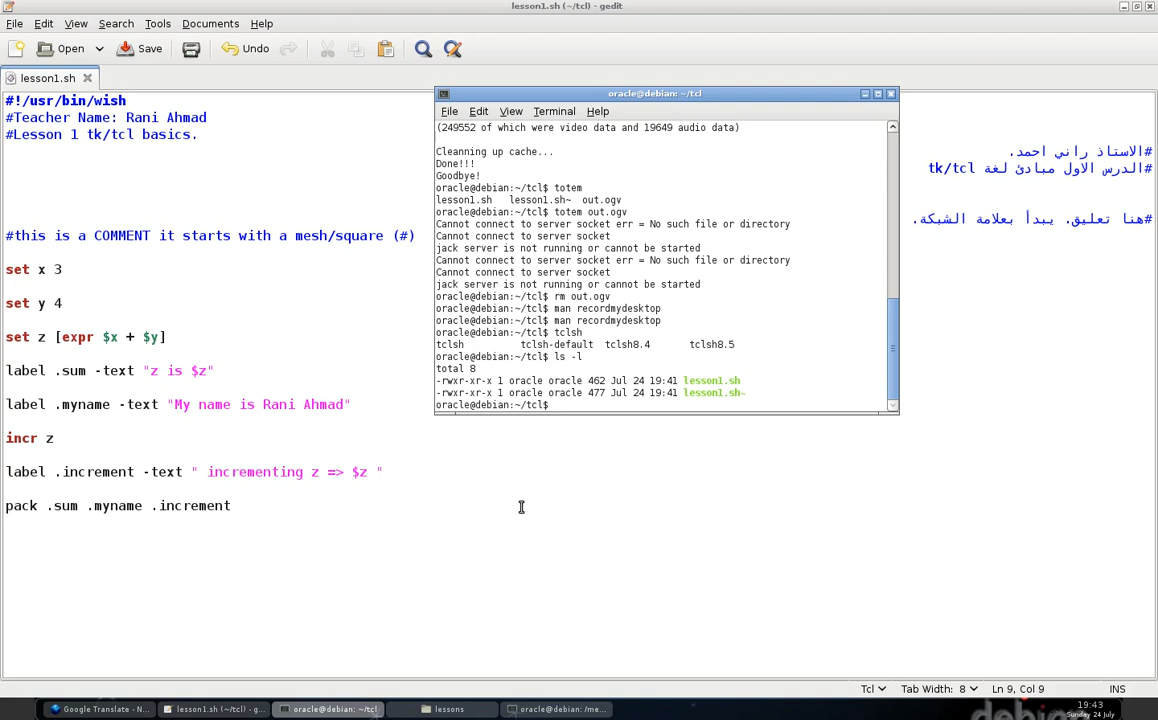 lesson1.sh (~/tcl) - gedit
File Edit View Search Tools Documents Help
Open Save Undo
lesson1.sh
#!/usr/bin/wish
#Teacher Name: Rani Ahmad
#Lesson 1 tk/tcl basics.
#الاستاذ راني احمد.
#الدرس الاول مبادئ لغة tk/tcl
#هنا تعليق. يبدأ بعلامة الشبكة.
#this is a COMMENT it starts with a mesh/square (#)
set x 3
set y 4
set z [expr $x + $y]
label .sum -text "z is $z"
label .myname -text "My name is Rani Ahmad"
incr z
label .increment -text " incrementing z => $z "
pack .sum .myname .increment
oracle@debian: ~/tcl
File Edit View Terminal Help
(249552 of which were video data and 19649 audio data)
Cleanning up cache...
Done!!!
Goodbye!
oracle@debian:~/tcl$ totem
lesson1.sh lesson1.sh~ out.ogv
oracle@debian:~/tcl$ totem out.ogv
Cannot connect to server socket err = No such file or directory
Cannot connect to server socket
jack server is not running or cannot be started
Cannot connect to server socket err = No such file or directory
Cannot connect to server socket
jack server is not running or cannot be started
oracle@debian:~/tcl$ rm out.ogv
oracle@debian:~/tcl$ man recordmydesktop
oracle@debian:~/tcl$ man recordmydesktop
oracle@debian:~/tcl$ tclsh
tclsh tclsh-default tclsh8.4 tclsh8.5
oracle@debian:~/tcl$ ls -l
total 8
-rwxr-xr-x 1 oracle oracle 462 Jul 24 19:41 lesson1.sh
-rwxr-xr-x 1 oracle oracle 477 Jul 24 19:41 lesson1.sh~
oracle@debian:~/tcl$
Tcl Tab Width: 8 Ln 9, Col 9 INS
Google Translate - N... lesson1.sh (~/tcl) - g... oracle@debian: ~/tcl lessons oracle@debian: /me...
debian
19:43
Sunday 24 July